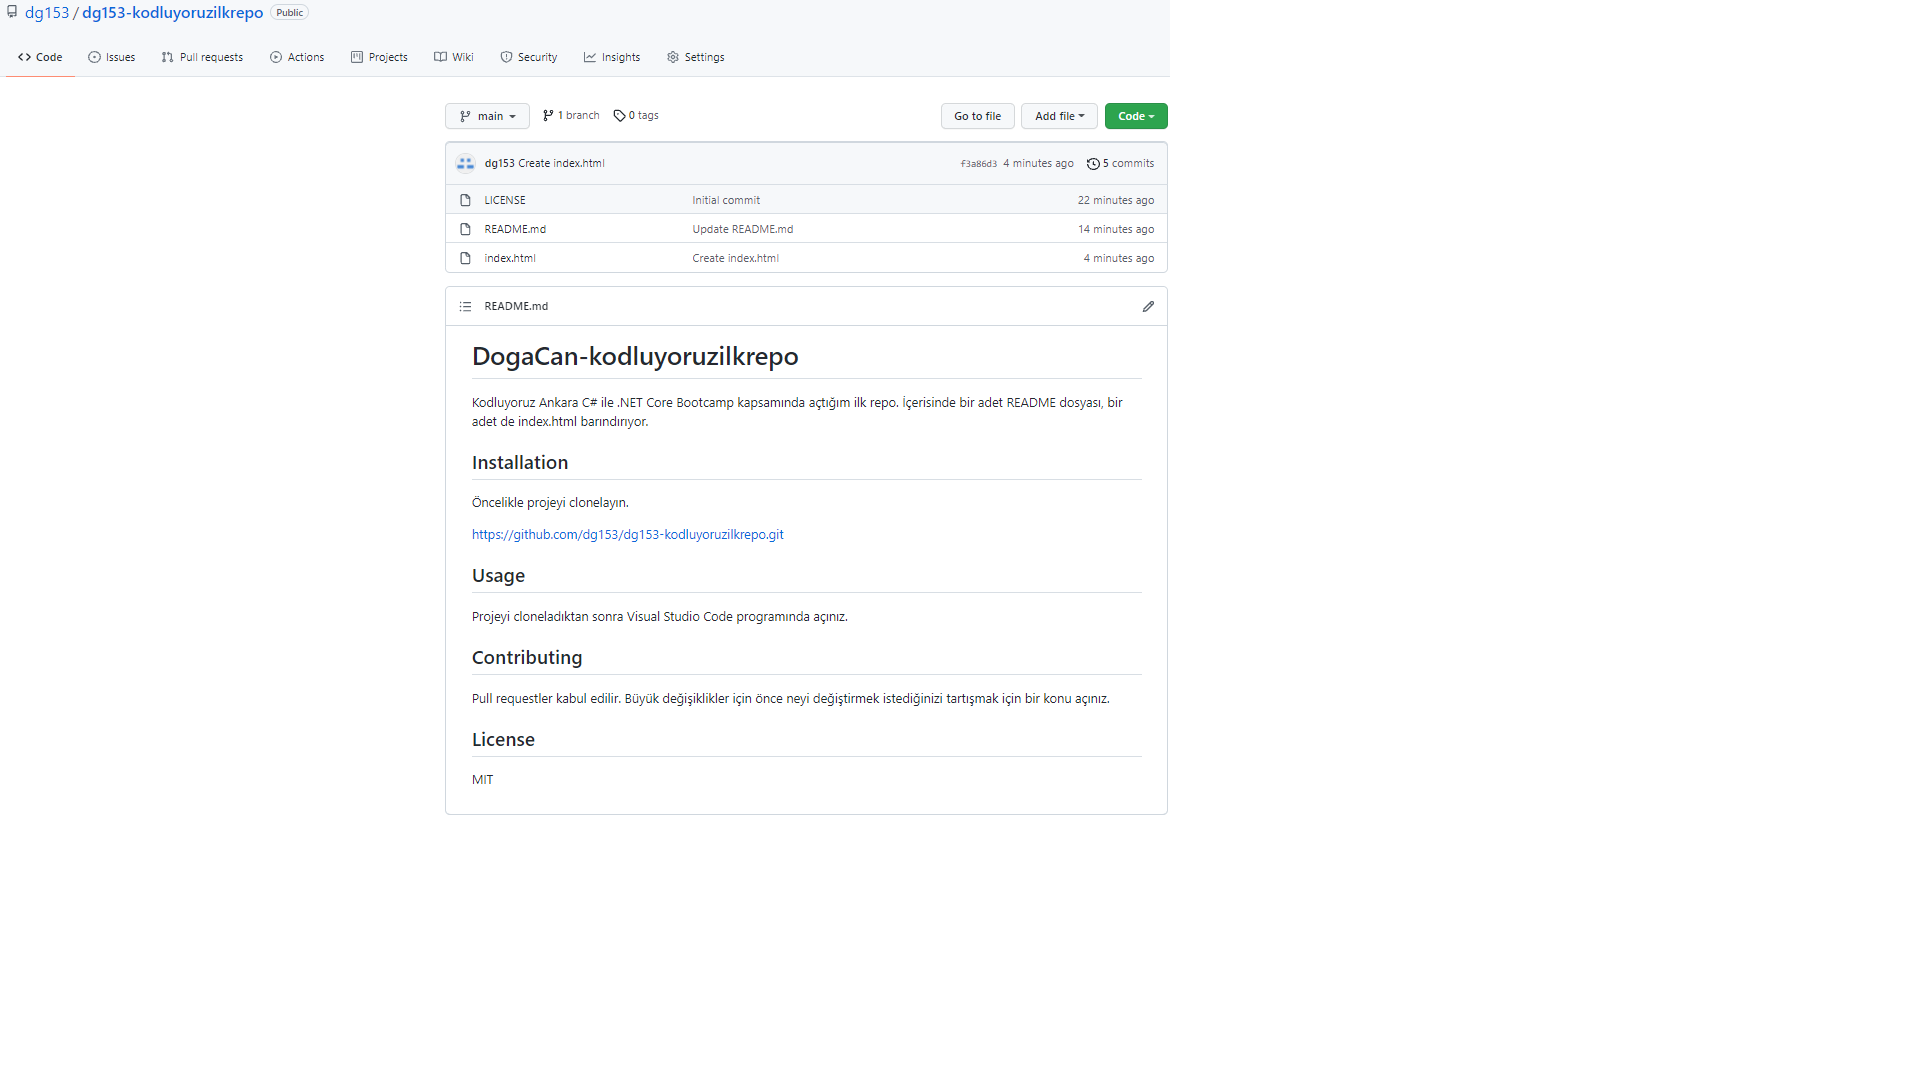 dg153 / dg153-kodluyoruzilkrepo Public
Code Issues Pull requests Actions Projects Wiki Security Insights Settings
main 1 branch 0 tags Go to file Add file Code
dg153 Create index.html f3a86d3 4 minutes ago 5 commits
LICENSE Initial commit 22 minutes ago
README.md Update README.md 14 minutes ago
index.html Create index.html 4 minutes ago
README.md
DogaCan-kodluyoruzilkrepo
Kodluyoruz Ankara C# ile .NET Core Bootcamp kapsamında açtığım ilk repo. İçerisinde bir adet README dosyası, bir
adet de index.html barındırıyor.
Installation
Öncelikle projeyi clonelayın.
https://github.com/dg153/dg153-kodluyoruzilkrepo.git
Usage
Projeyi cloneladıktan sonra Visual Studio Code programında açınız.
Contributing
Pull requestler kabul edilir. Büyük değişiklikler için önce neyi değiştirmek istediğinizi tartışmak için bir konu açınız.
License
MIT